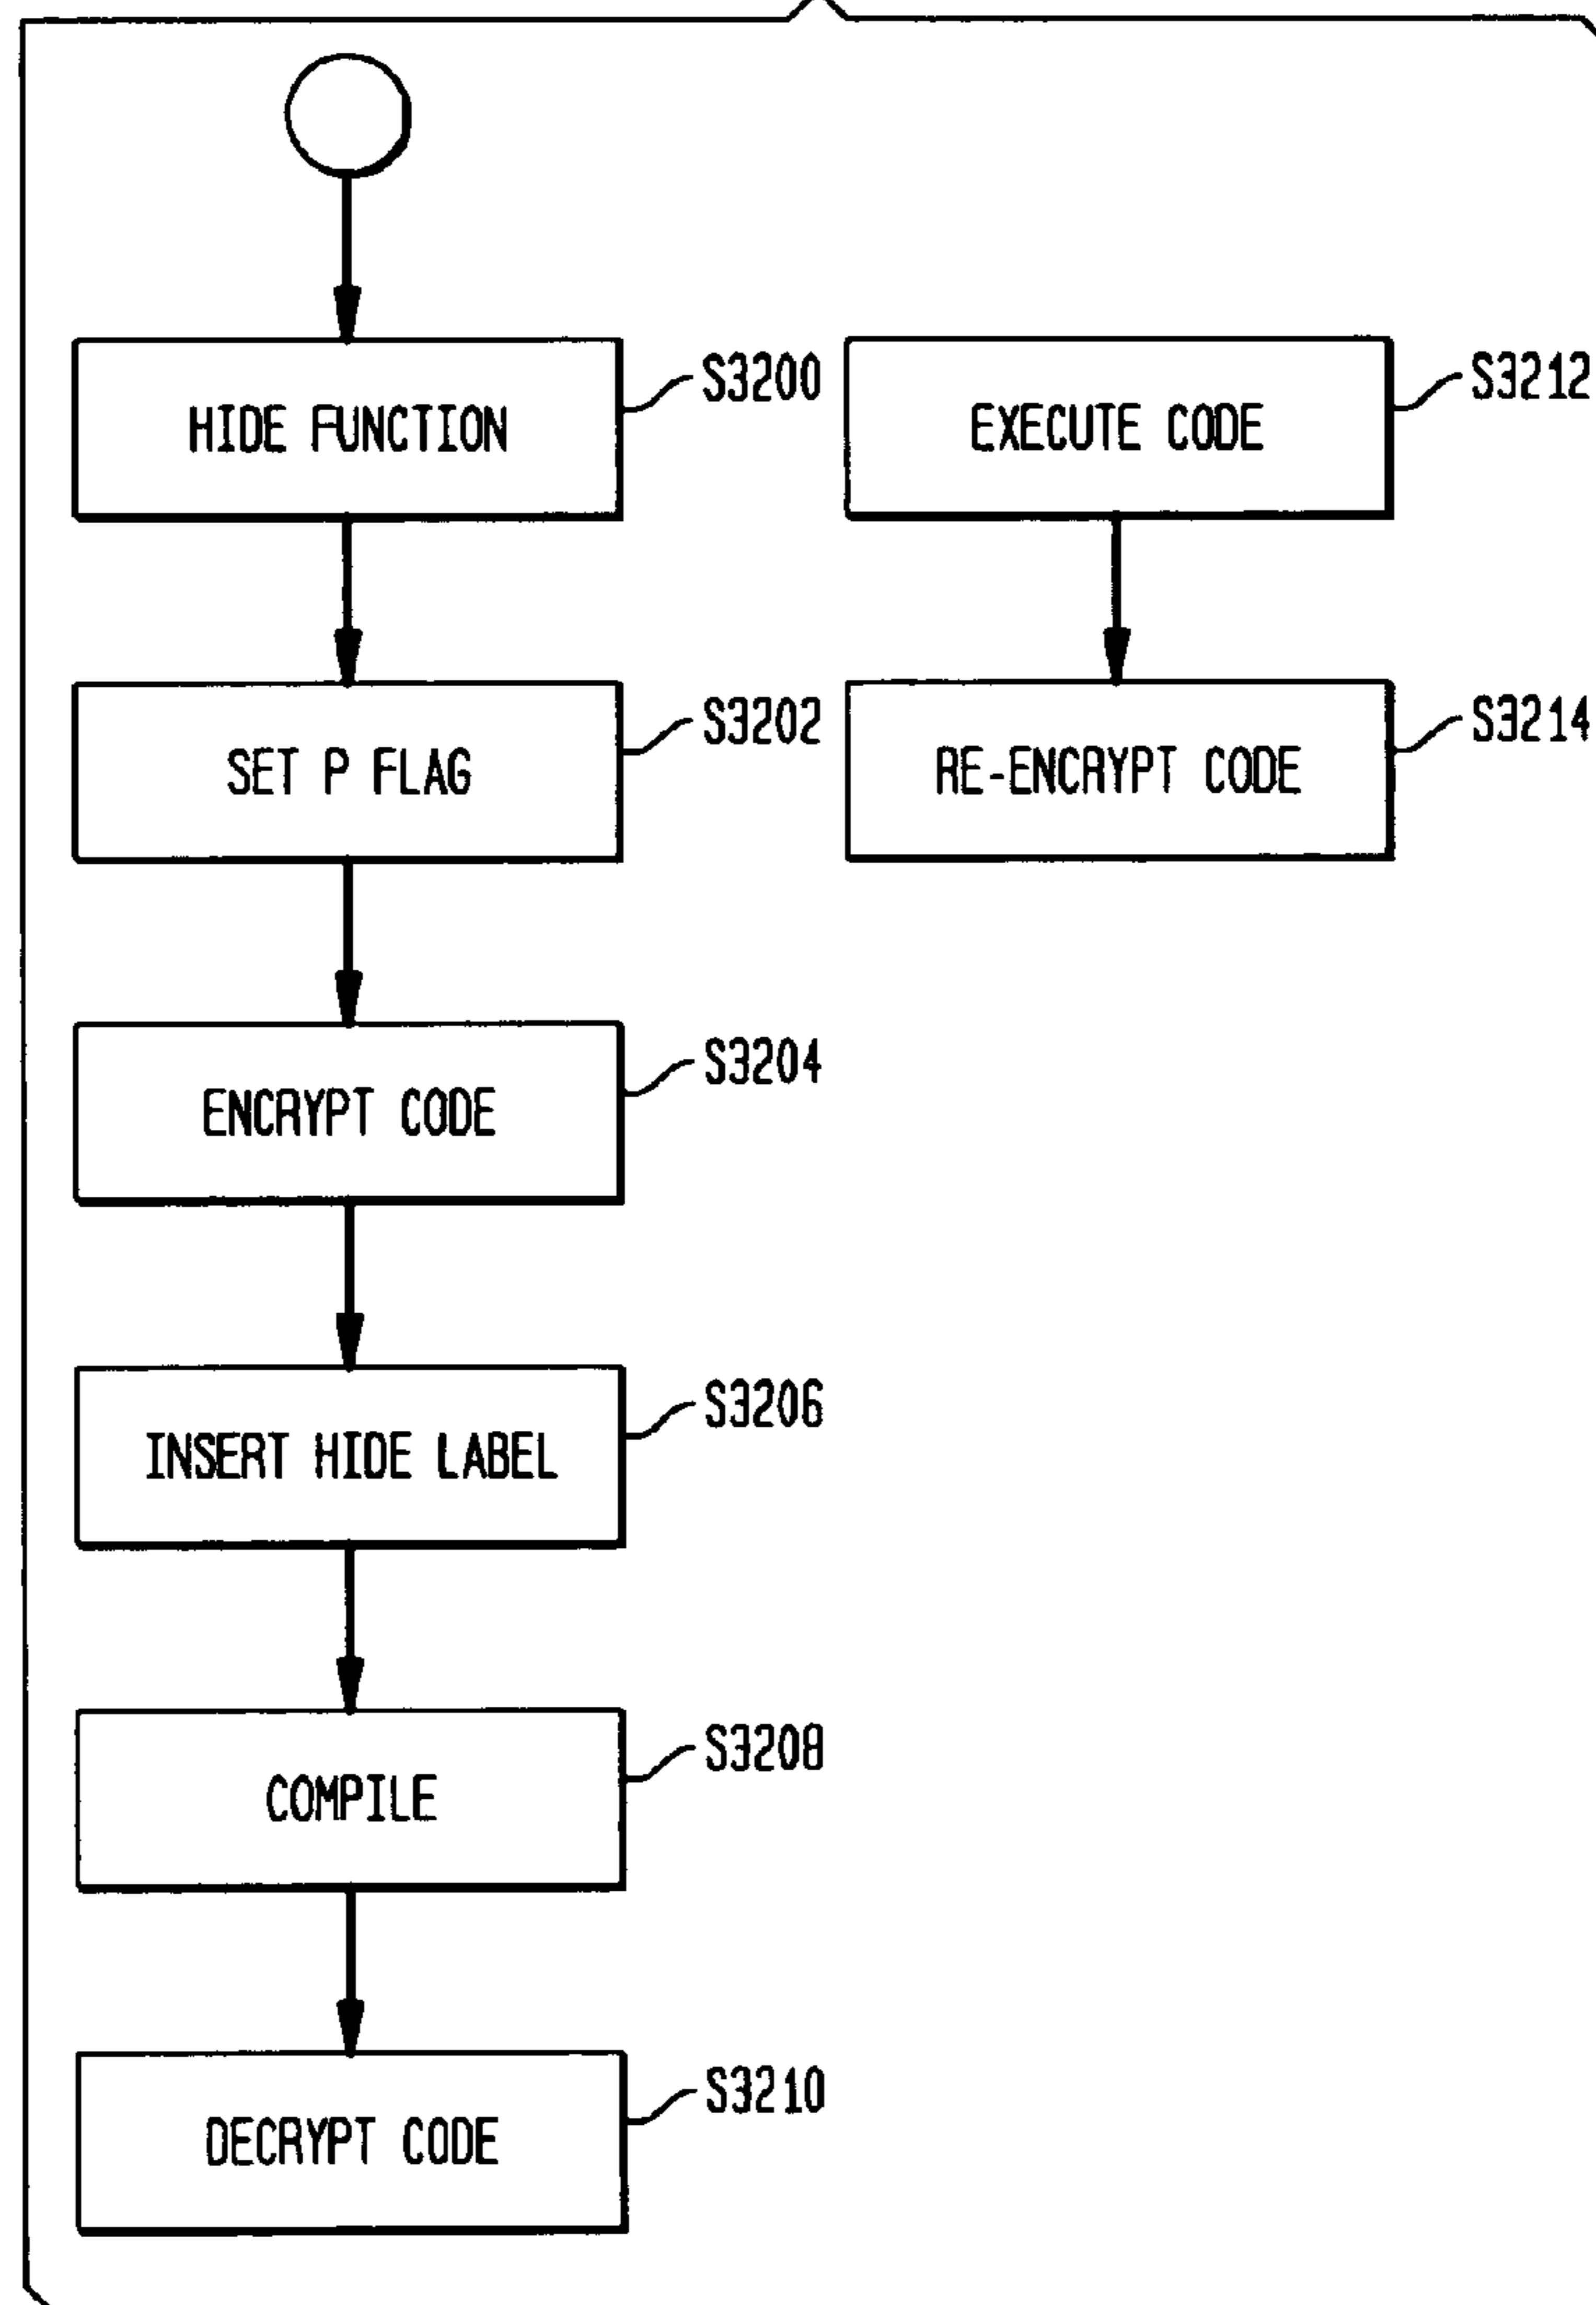 HIDE FUNCTION
S3200
SET P FLAG
S3202
ENCRYPT CODE
S3204
INSERT HIDE LABEL
S3206
COMPILE
S3208
DECRYPT CODE
S3210
EXECUTE CODE
S3212
RE-ENCRYPT CODE
S3214